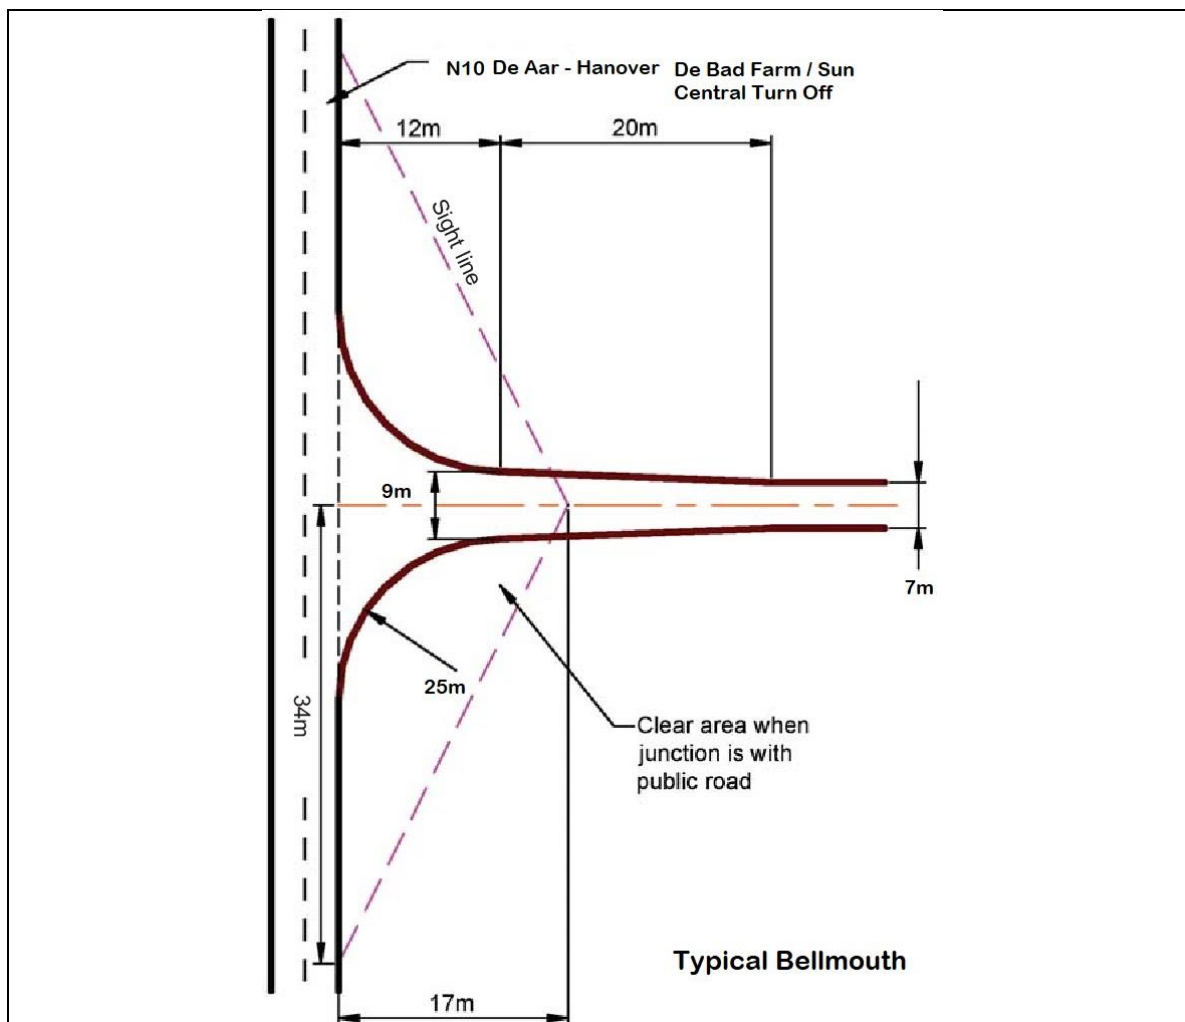 N10 De Aar - Hanover
De Bad Farm / Sun
Central Turn Off
12m
20m
Sight line
9m
7m
25m
34m
Clear area when
junction is with
public road
Typical Bellmouth
17m